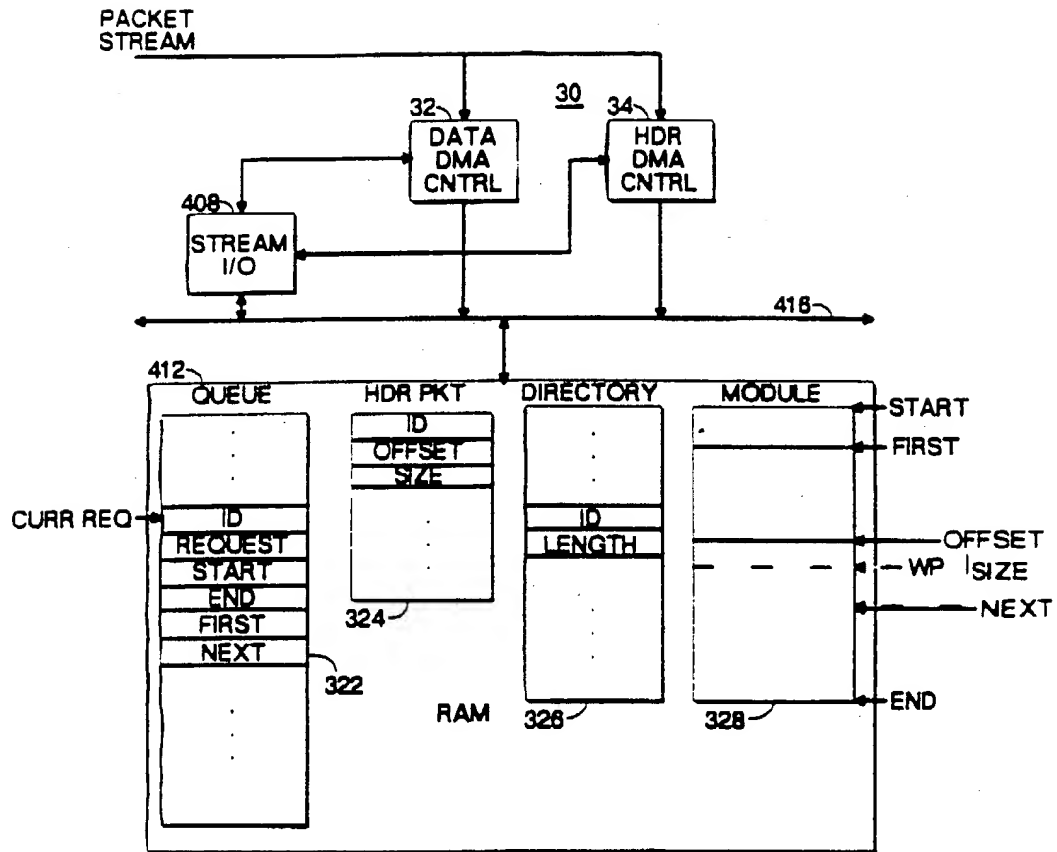 PACKET
STREAM
32
DATA
DMA
CNTRL
30
34
HDR
DMA
CNTRL
408
STREAM
I/O
416
412
QUEUE
HDR PKT
DIRECTORY
MODULE
ID
OFFSET
SIZE
START
FIRST
CURR REQ
ID
REQUEST
START
END
FIRST
NEXT
322
324
ID
LENGTH
326
OFFSET
WP
SIZE
NEXT
END
328
RAM